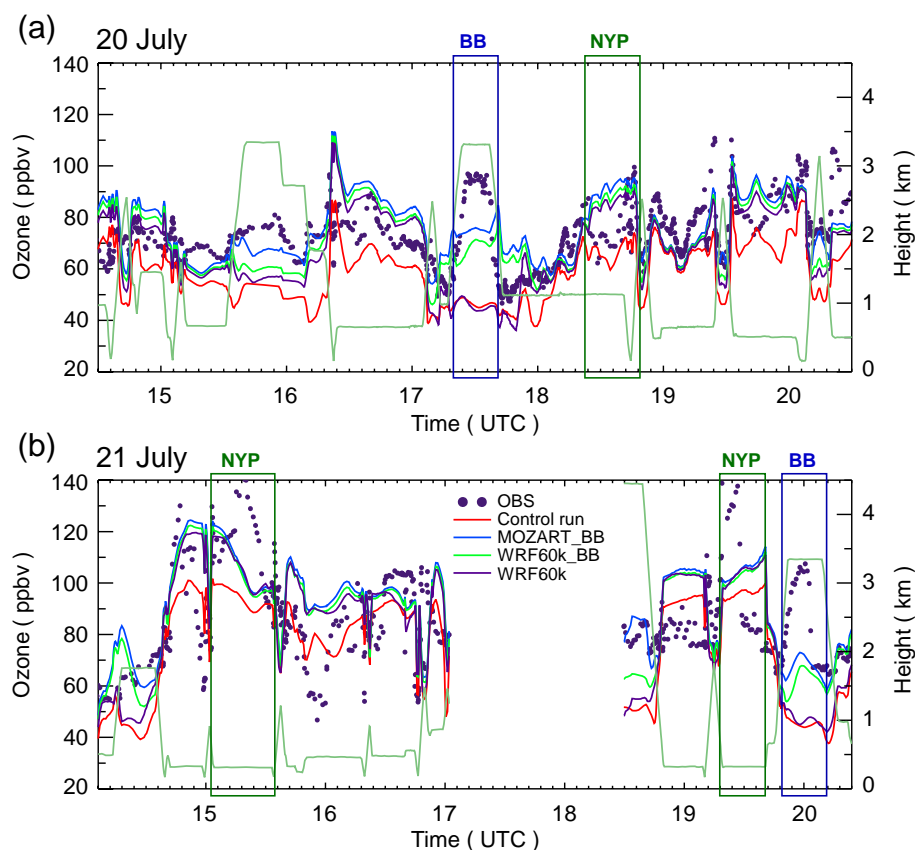 (a)
20 July
BB
NYP
140
120
100
80
60
40
20
Ozone ( ppbv )
4
3
2
1
0
Height ( km )
15
16
17
18
19
20
Time ( UTC )
(b)
21 July
NYP
NYP
BB
140
120
100
80
60
40
20
Ozone ( ppbv )
OBS
Control run
MOZART_BB
WRF60k_BB
WRF60k
4
3
2
1
0
Height ( km )
15
16
17
18
19
20
Time ( UTC )